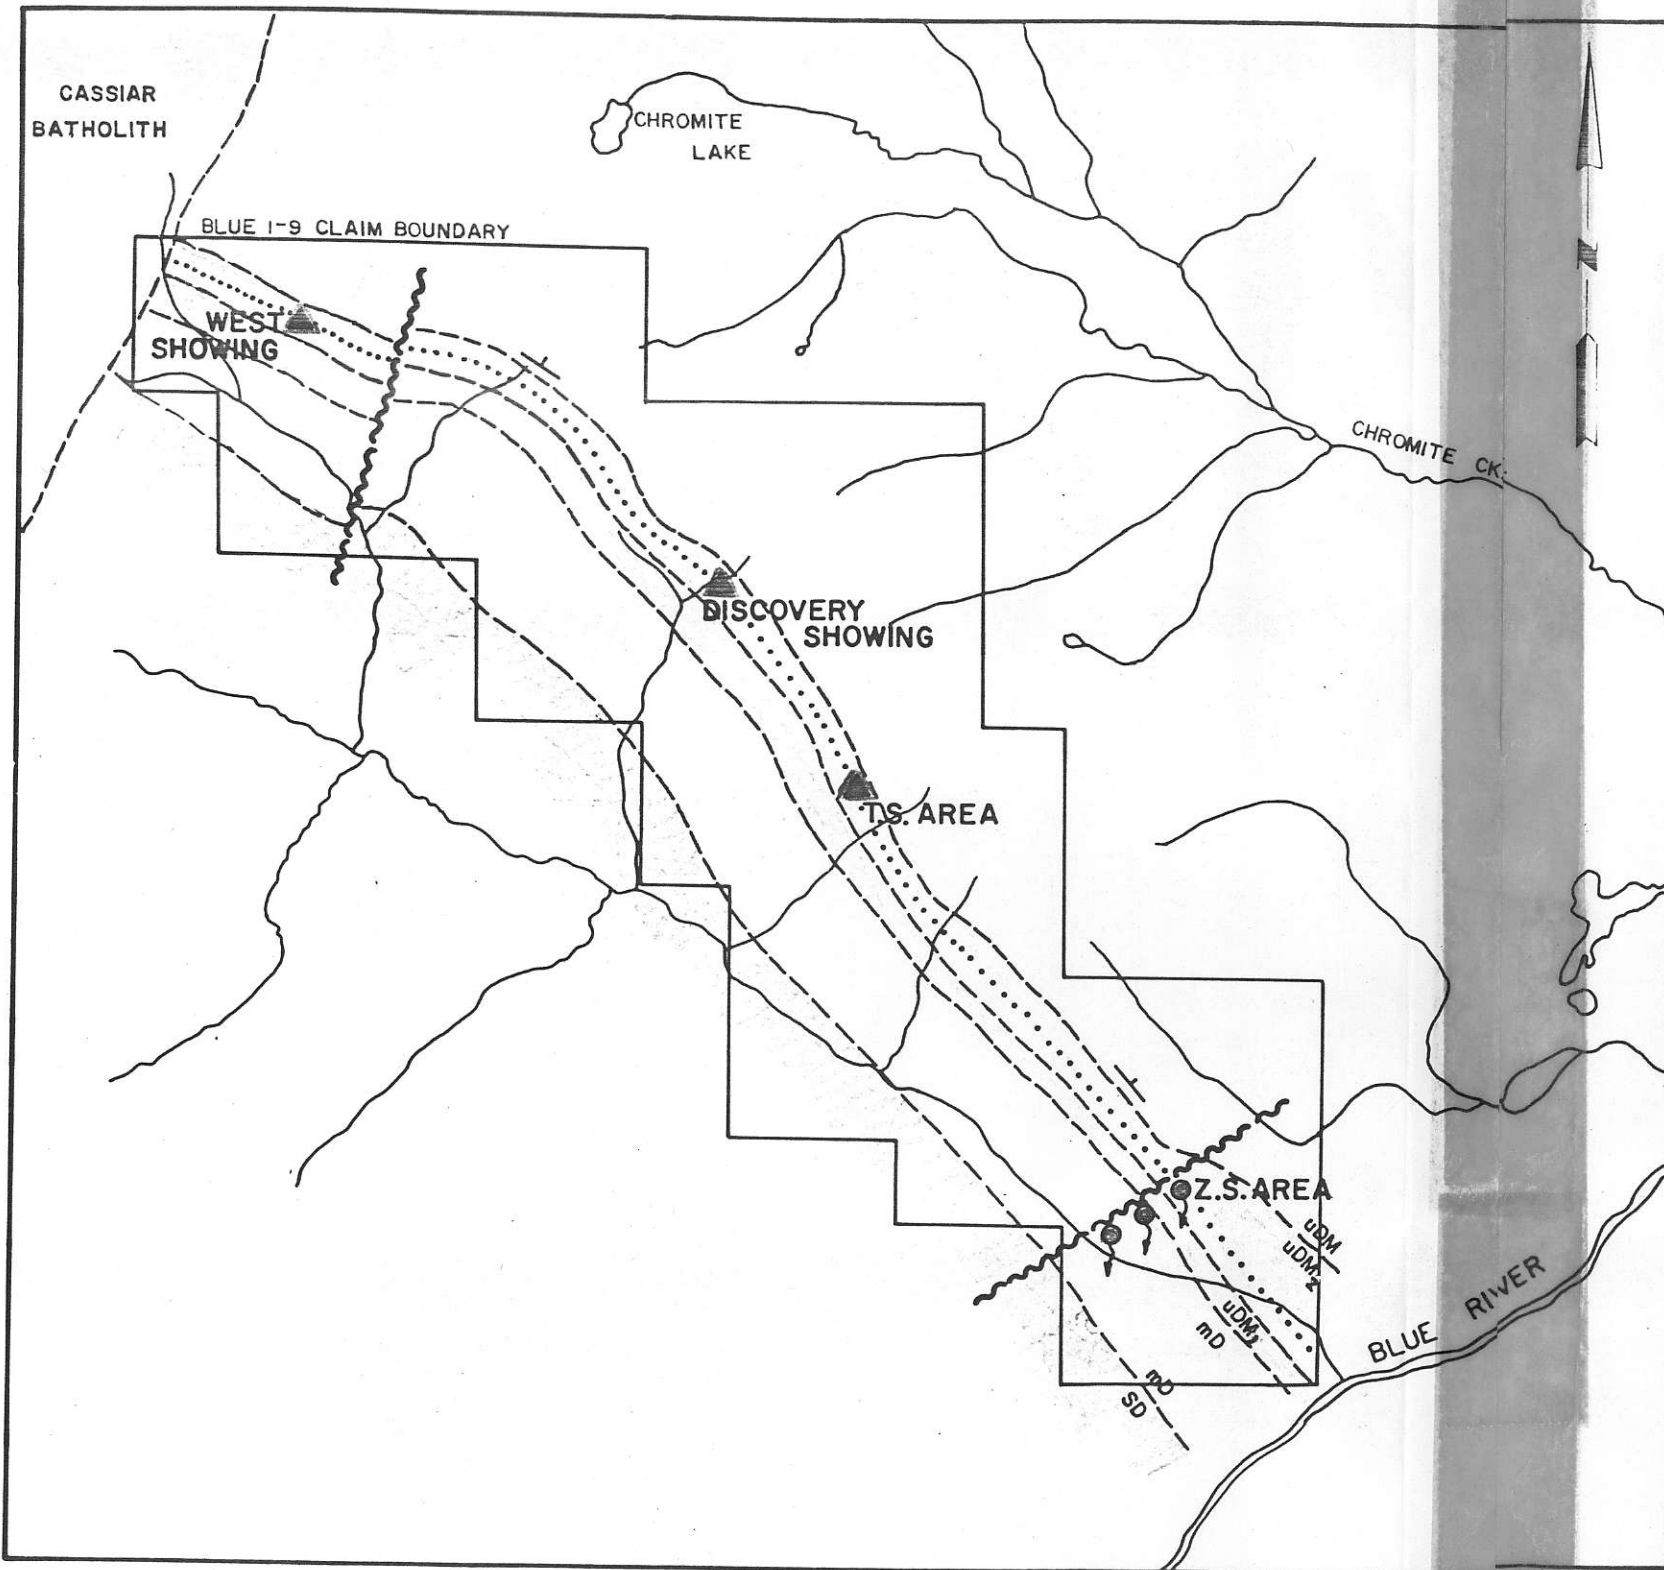 CASSIAR
BATHOLITH
CHROMITE
LAKE
BLUE 1-9 CLAIM BOUNDARY
N
WEST
SHOWING
CHROMITE CK.
DISCOVERY
SHOWING
T.S. AREA
Z.S. AREA
uDM
uDM2
BLUE RIVER
uDM2
mD
mD
SD